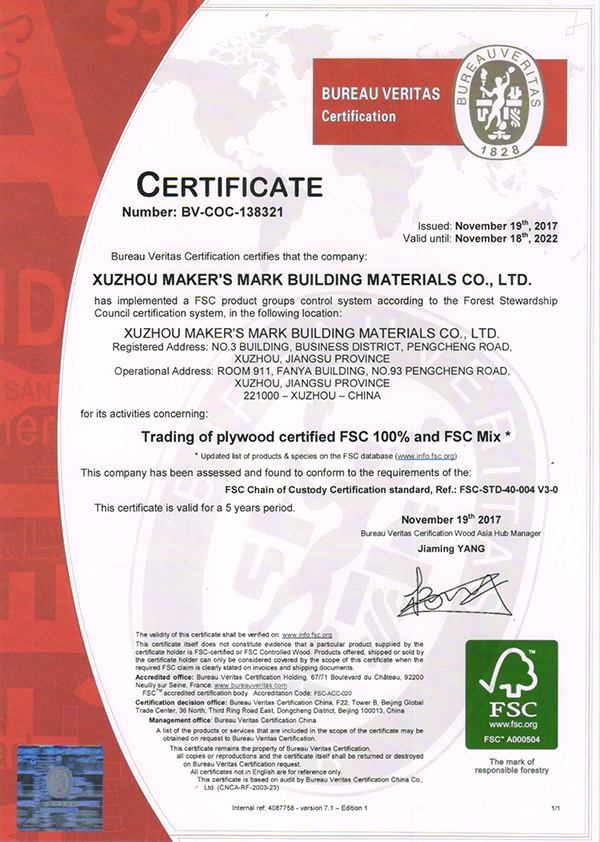 BUREAU VERITAS
Certification
BUREAU VERITAS
1828
CERTIFICATE
Number: BV-COC-138321
Issued: November 19th, 2017
Valid until: November 18th, 2022
Bureau Veritas Certification certifies that the company:
XUZHOU MAKER'S MARK BUILDING MATERIALS CO., LTD.
has implemented a FSC product groups control system according to the Forest Stewardship
Council certification system, in the following location:
XUZHOU MAKER'S MARK BUILDING MATERIALS CO., LTD.
Registered Address: NO.3 BUILDING, BUSINESS DISTRICT, PENGCHENG ROAD,
XUZHOU, JIANGSU PROVINCE
Operational Address: ROOM 911, FANYA BUILDING, NO.93 PENGCHENG ROAD,
XUZHOU, JIANGSU PROVINCE
221000 – XUZHOU – CHINA
for its activities concerning:
Trading of plywood certified FSC 100% and FSC Mix *
* Updated list of products & species on the FSC database (www.info.fsc.org)
This company has been assessed and found to conform to the requirements of the:
FSC Chain of Custody Certification standard, Ref.: FSC-STD-40-004 V3-0
This certificate is valid for a 5 years period.
November 19th 2017
Bureau Veritas Cerification Wood Asia Hub Manager
Jiaming YANG
The validity of this certificate shall be verified on: www.info.fsc.org
This certificate itself does not constitute evidence that a particular product supplied by the
certificate holder is FSC-certified or FSC Controlled Wood. Products offered, shipped or sold by
the certificate holder can only be considered covered by the scope of this certificate when the
required FSC claim is clearly stated on invoices and shipping documents.
Accredited office: Bureau Veritas Certification Holding, 67/71 Boulevard du Château, 92200
Neuilly sur Seine, France: www.bureauveritas.com
FSC™ accredited certification body Accreditation Code: FSC-ACC-020
Certification decision office: Bureau Veritas Certification China, F22, Tower B, Beijing Global
Trade Center, 36 North, Third Ring Road East, Dongcheng District, Beijing 100013, China
Management office: Bureau Veritas Certification China
A list of the products or services that are included in the scope of the certificate may be
obtained on request to Bureau Veritas Certification.
This certificate remains the property of Bureau Veritas Certification,
all copies or reproductions and the certificate itself shall be returned or destroyed
on Bureau Veritas Certification request.
All certificates not in English are for reference only.
This certificate is based on audit by Bureau Veritas Certification China Co.,
Ltd. (CNCA-RF-2003-23)
FSC
www.fsc.org
FSC™ A000504
The mark of
responsible forestry
Internal ref: 4087758 - version 7.1 – Edition 1
1/1